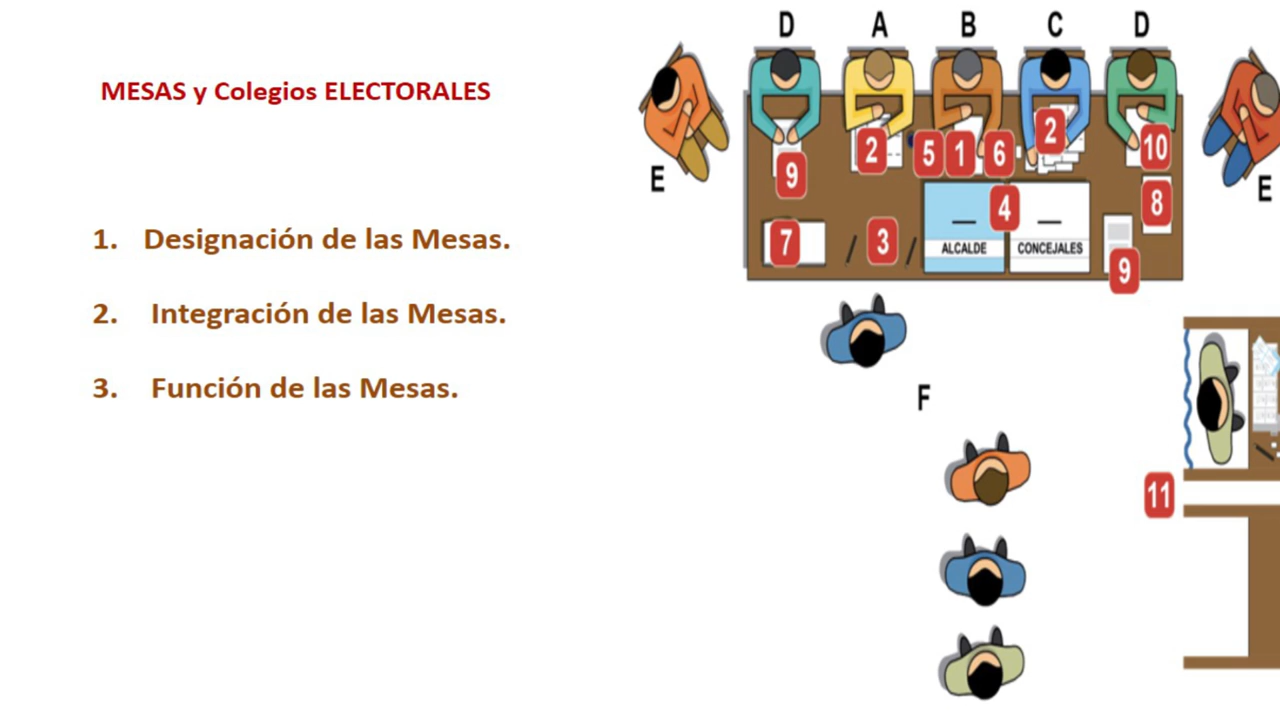 MESAS y Colegios ELECTORALES
1. Designación de las Mesas.
2. Integración de las Mesas.
3. Función de las Mesas.
D A B C D
E E
9 2 5 1 6 2 10
8
7 3 4 9
ALCALDE CONCEJALES
F
11